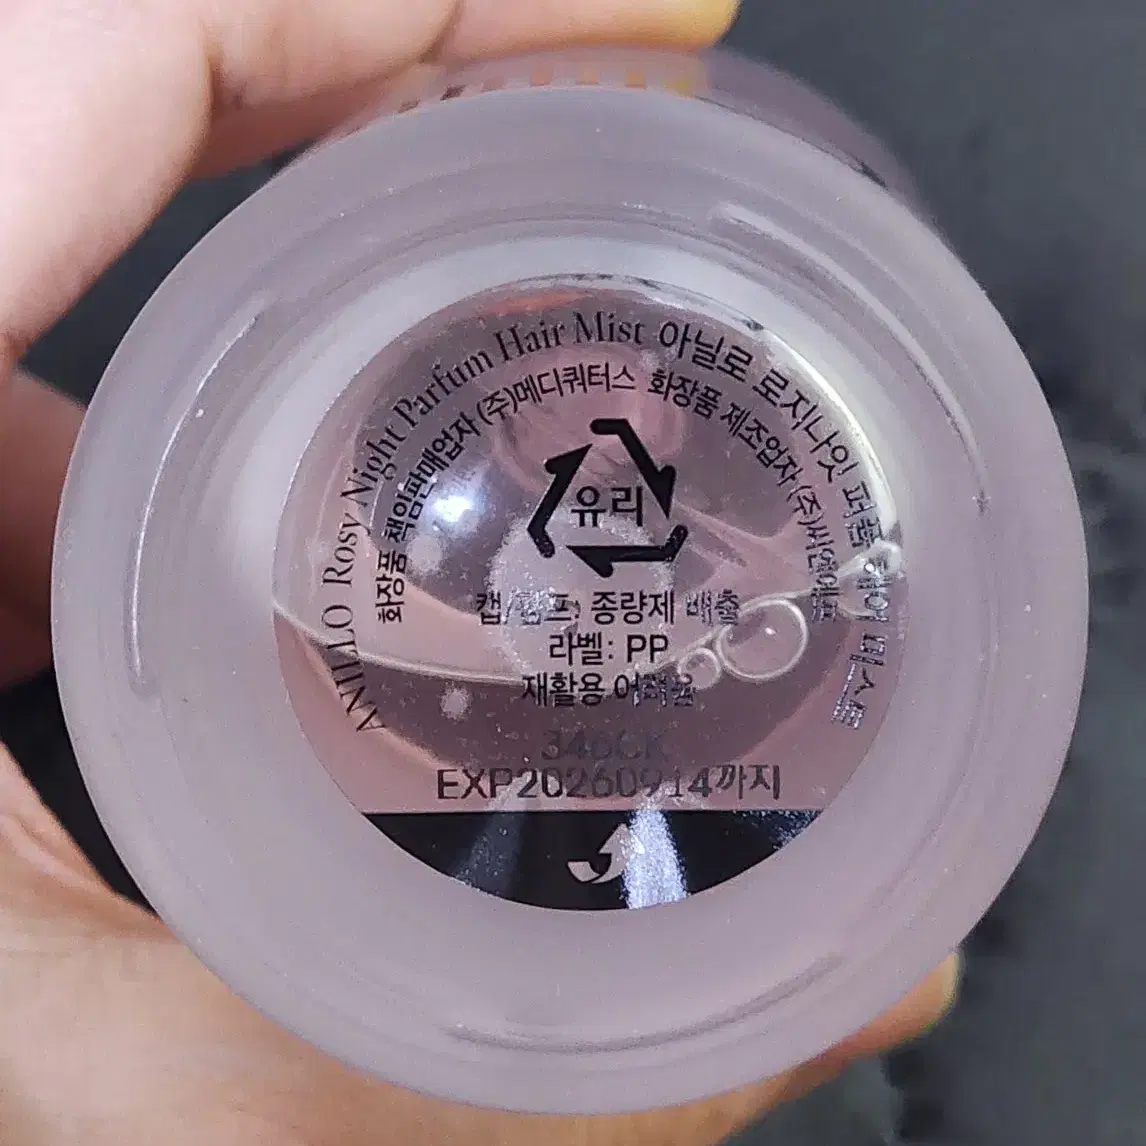 ANILLO Rosy Night Parfum Hair Mist 아닐로 로지나잇 퍼퓸 헤어 미스트
화장품 책임판매업자 (주)메디쿼터스 화장품 제조업자 (주)씨엔에프
유리
캡/펌프: 종량제 배출
라벨: PP
재활용 어려움
EXP20260914까지